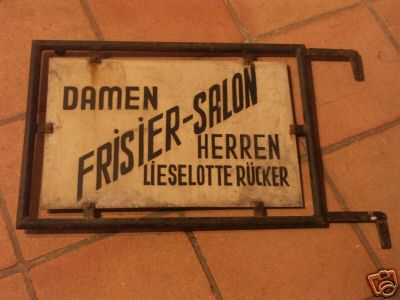 DAMEN
FRISIER-SALON
HERREN
LIESELOTTE RÜCKER